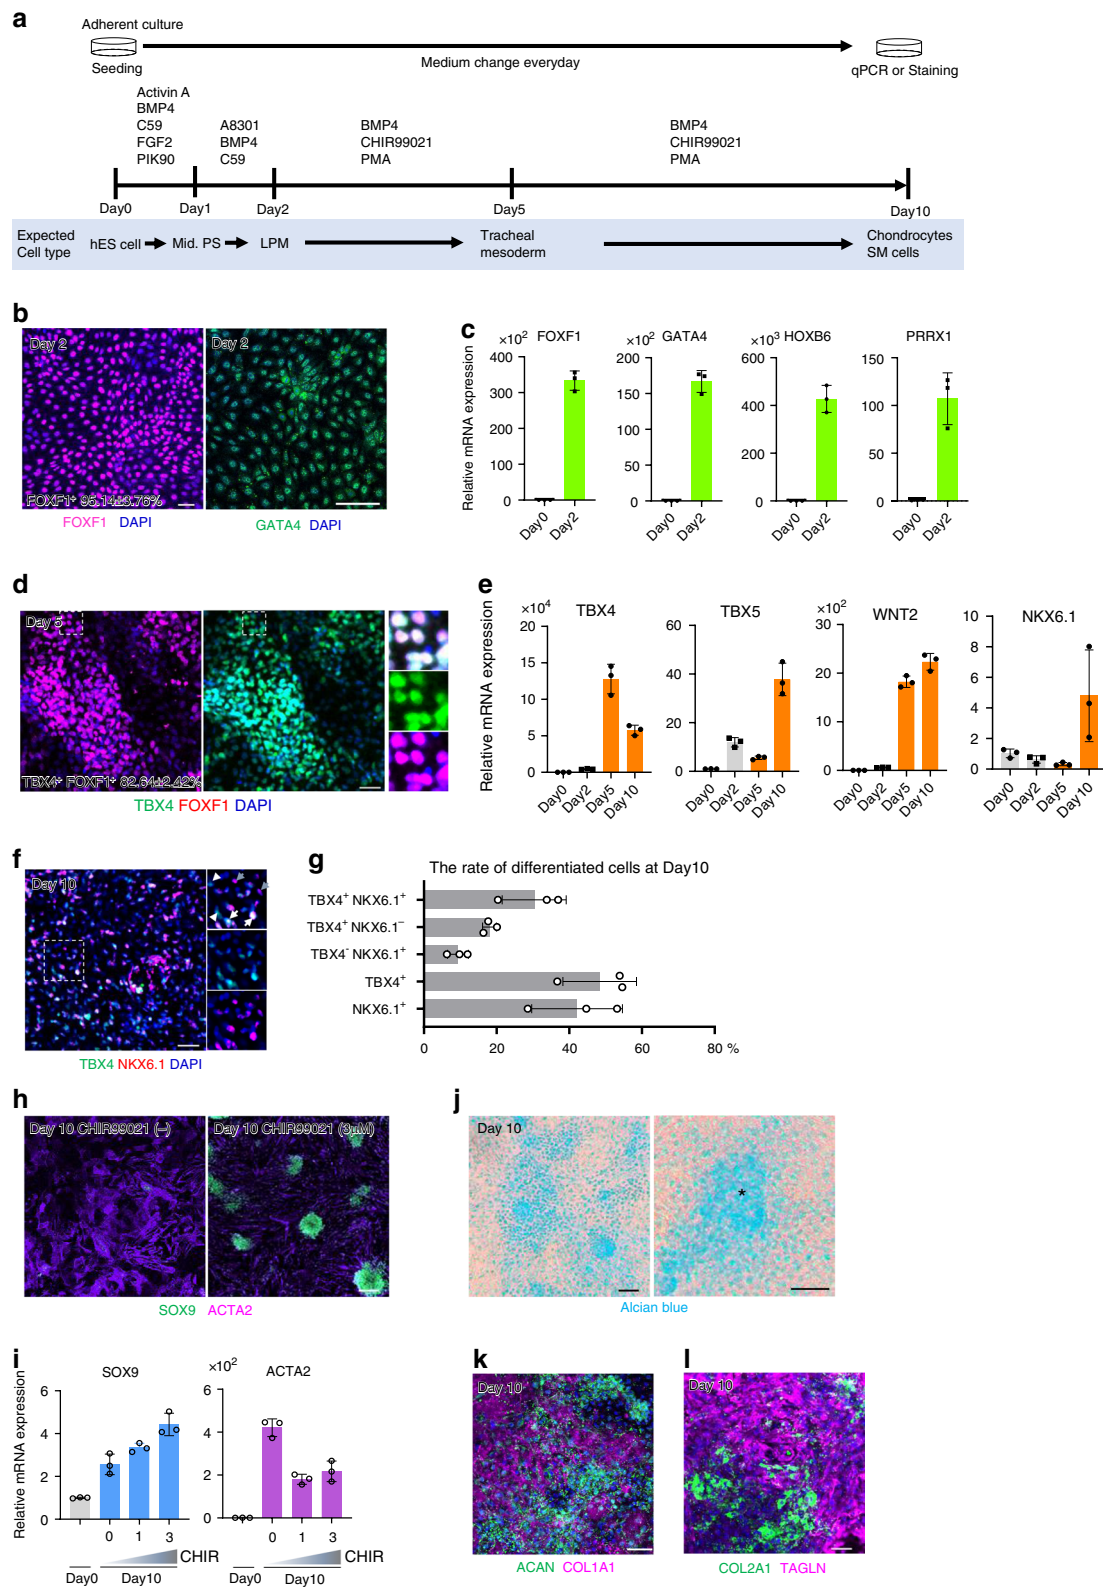 a
Adherent culture
Seeding
Medium change everyday
qPCR or Staining
Activin A
BMP4
C59
FGF2
PIK90
A8301
BMP4
C59
BMP4
CHIR99021
PMA
BMP4
CHIR99021
PMA
Day0
Day1
Day2
Day5
Day10
Expected
Cell type
hES cell
Mid. PS
LPM
Tracheal
mesoderm
Chondrocytes
SM cells
b
Day 2
FOXF1⁺ 95.14±3.76%
FOXF1 DAPI
Day 2
GATA4 DAPI
c
Relative mRNA expression
×10²
FOXF1
400
300
200
100
0
Day0
Day2
×10²
GATA4
200
150
100
50
0
Day0
Day2
×10³
HOXB6
600
400
200
0
Day0
Day2
PRRX1
150
100
50
0
Day0
Day2
d
Day 5
TBX4⁺ FOXF1⁺ 82.64±2.42%
TBX4 FOXF1 DAPI
e
Relative mRNA expression
×10⁴
TBX4
20
15
10
5
0
Day0
Day2
Day5
Day10
TBX5
60
40
20
0
Day0
Day2
Day5
Day10
×10²
WNT2
30
20
10
0
Day0
Day2
Day5
Day10
NKX6.1
10
8
6
4
2
0
Day0
Day2
Day5
Day10
f
Day 10
TBX4 NKX6.1 DAPI
g
The rate of differentiated cells at Day10
TBX4⁺ NKX6.1⁺
TBX4⁺ NKX6.1⁻
TBX4⁻ NKX6.1⁺
TBX4⁺
NKX6.1⁺
0
20
40
60
80 %
h
Day 10 CHIR99021 (–)
Day 10 CHIR99021 (3μM)
SOX9 ACTA2
j
Day 10
*
Alcian blue
i
Relative mRNA expression
SOX9
6
4
2
0
0
1
3
CHIR
Day0
Day10
×10²
ACTA2
6
4
2
0
0
1
3
CHIR
Day0
Day10
k
Day 10
ACAN COL1A1
l
Day 10
COL2A1 TAGLN